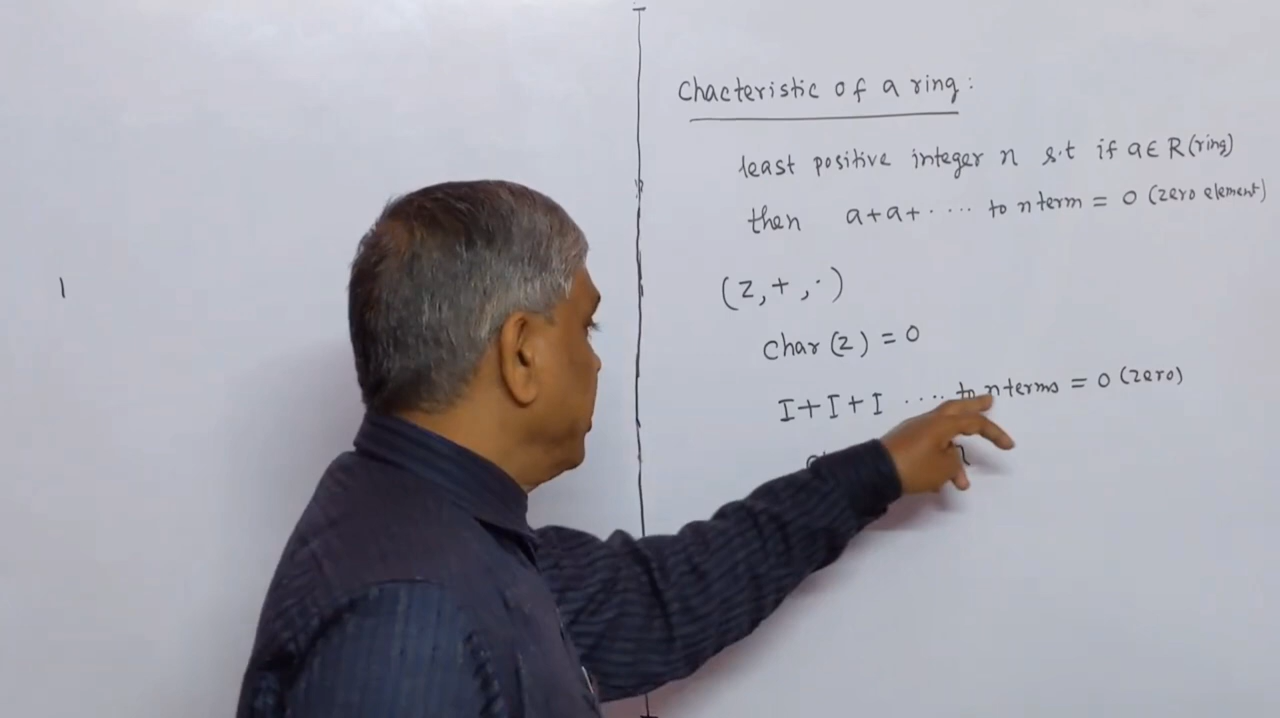 Chacteristic of a ring:
least positive integer n s.t if a ∈ R (ring)
then a+a+ ····· to n term = 0 (zero element)
(Z, +, ·)
Char (Z) = 0
I+I+I ···· to n terms = 0 (zero)